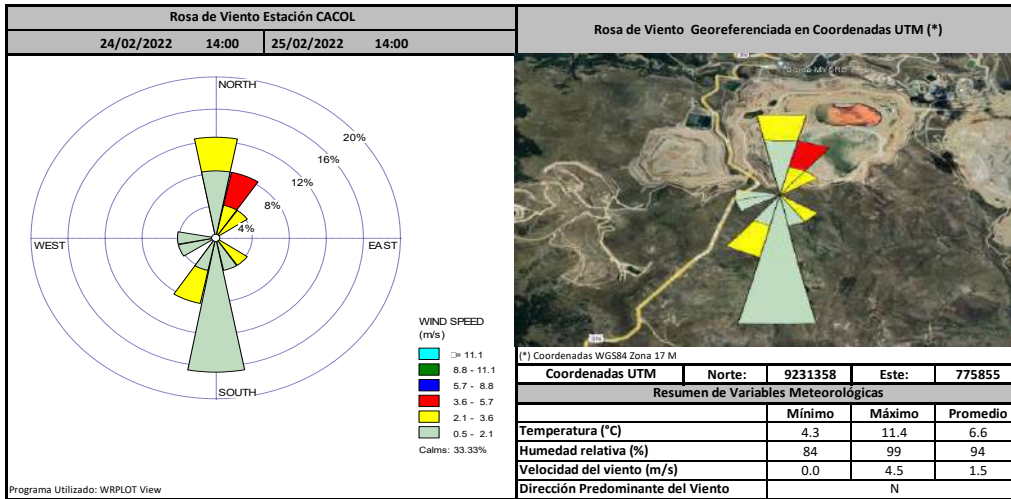 Rosa de Viento Estación CACOL
24/02/2022 14:00 25/02/2022 14:00
NORTH
20%
16%
12%
8%
4%
WEST
EAST
SOUTH
WIND SPEED
(m/s)
□= 11.1
8.8 - 11.1
5.7 - 8.8
3.6 - 5.7
2.1 - 3.6
0.5 - 2.1
Calms: 33.33%
Programa Utilizado: WRPLOT View
Rosa de Viento Georeferenciada en Coordenadas UTM (*)
(*) Coordenadas WGS84 Zona 17 M
Coordenadas UTM Norte: 9231358 Este: 775855
Resumen de Variables Meteorológicas
Mínimo Máximo Promedio
Temperatura (°C) 4.3 11.4 6.6
Humedad relativa (%) 84 99 94
Velocidad del viento (m/s) 0.0 4.5 1.5
Dirección Predominante del Viento N